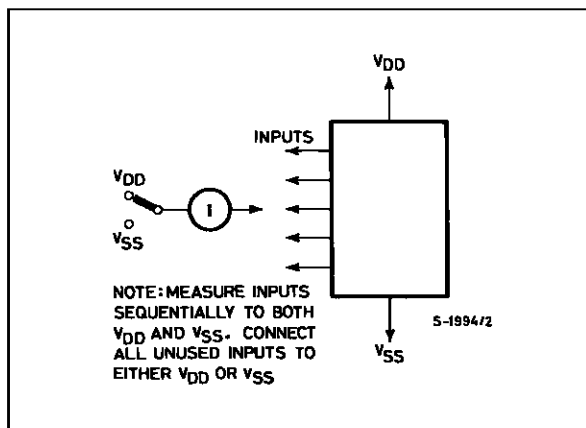 VDD
INPUTS
VDD
I
VSS
NOTE: MEASURE INPUTS
SEQUENTIALLY TO BOTH
VDD AND VSS. CONNECT
ALL UNUSED INPUTS TO
EITHER VDD OR VSS
S-1994/2
VSS